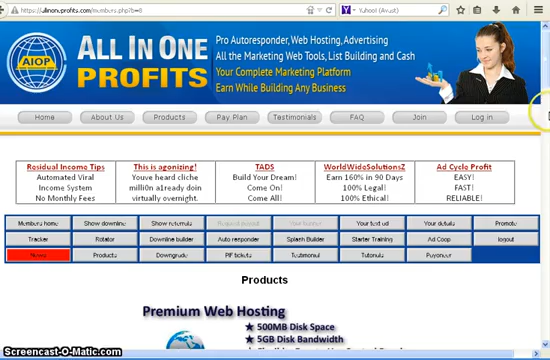 https://allinoneprofits.com/members.php?b=8
Yahoo! (Avast)
AIOP
ALL IN ONE
PROFITS
Pro Autoresponder, Web Hosting, Advertising
All the Marketing Web Tools, List Building and Cash
Your Complete Marketing Platform
Earn While Building Any Business
Home About Us Products Pay Plan Testimonials FAQ Join Log in
Residual Income Tips
Automated Viral
Income System
No Monthly Fees
This is agonizing!
Youve heard cliche
milli0n a1ready doin
virtually overnight.
TADS
Build Your Dream!
Come On!
Come All!
WorldWideSolutionsZ
Earn 160% in 90 Days
100% Legal!
100% Ethical!
Ad Cycle Profit
EASY!
FAST!
RELIABLE!
Members home Show downline Show referrals Request payout Your banner Your text ad Your details Promote
Tracker Rotator Downline builder Auto responder Splash Builder Starter Training Ad Coop logout
News Products Downgrade PIF tickets Testimonial Tutorials Payoneer
Products
Premium Web Hosting
★ 500MB Disk Space
★ 5GB Disk Bandwidth
Screencast-O-Matic.com